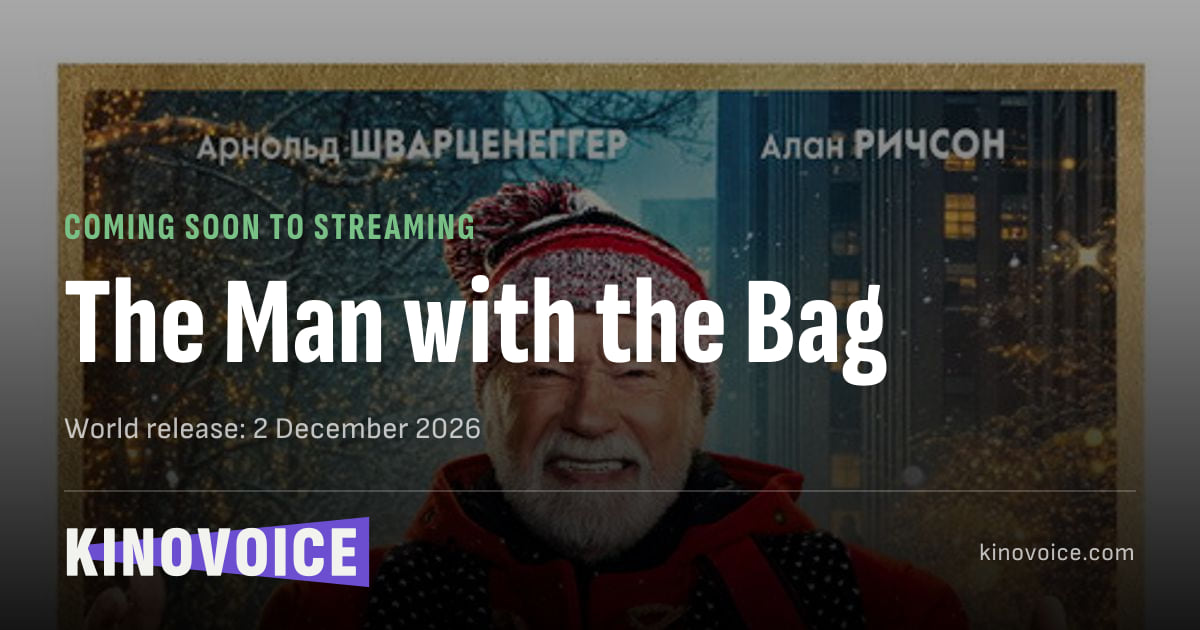 Арнольд ШВАРЦЕНЕГГЕР Алан РИЧСОН
COMING SOON TO STREAMING
The Man with the Bag
World release: 2 December 2026
KINOVOICE
kinovoice.com